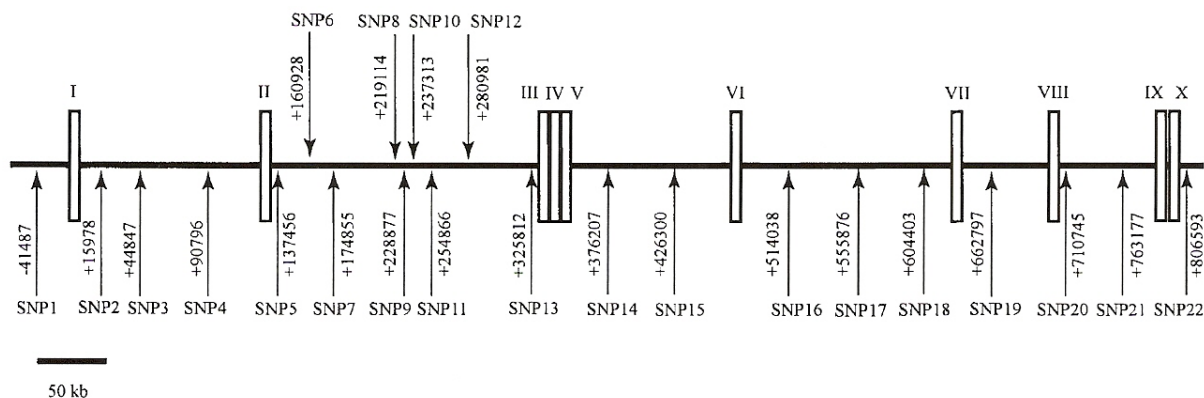 SNP6 SNP8 SNP10 SNP12
+160928 +219114 +237313 +280981
I II III IV V VI VII VIII IX X
-41487 +15978 +44847 +90796 +137456 +174855 +228877 +254866 +325812 +376207 +426300 +514038 +555876 +604403 +662797 +710745 +763177 +806593
SNP1 SNP2 SNP3 SNP4 SNP5 SNP7 SNP9 SNP11 SNP13 SNP14 SNP15 SNP16 SNP17 SNP18 SNP19 SNP20 SNP21 SNP22
50 kb